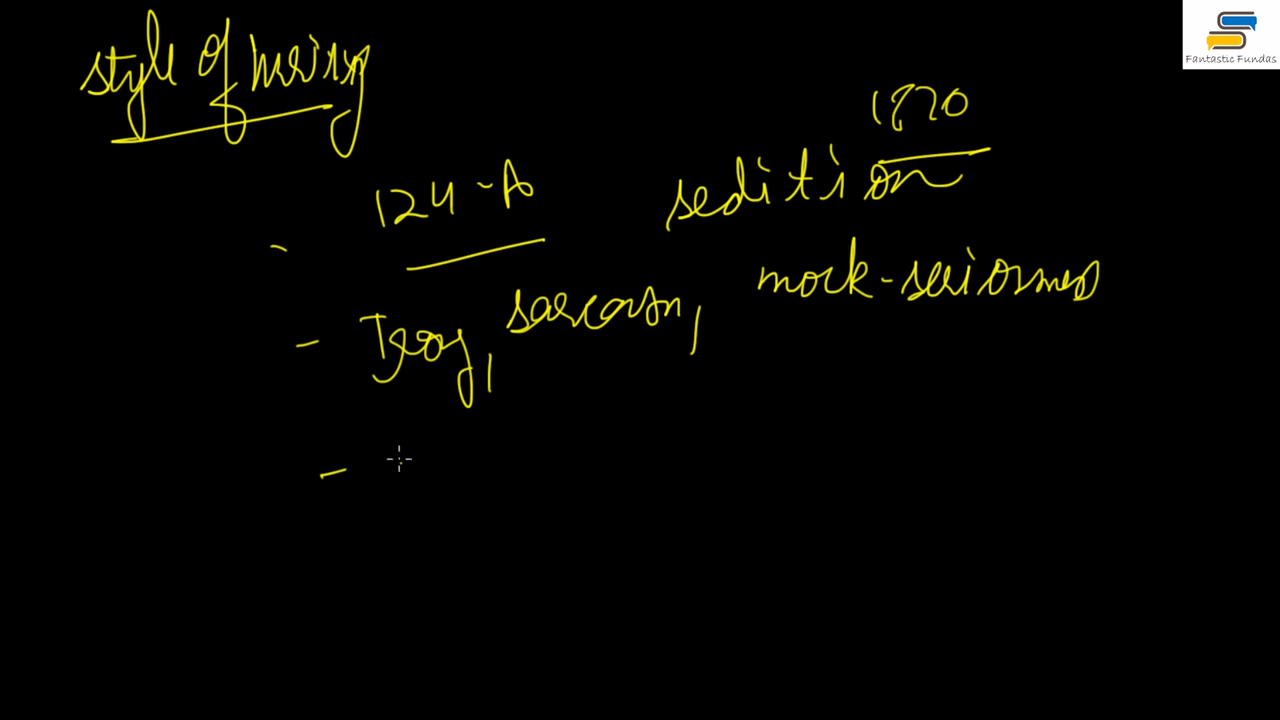 Fantastic Fundas
style of writing
1870
- 124-A sedition
- Irony, sarcasm, mock-seriousness
-